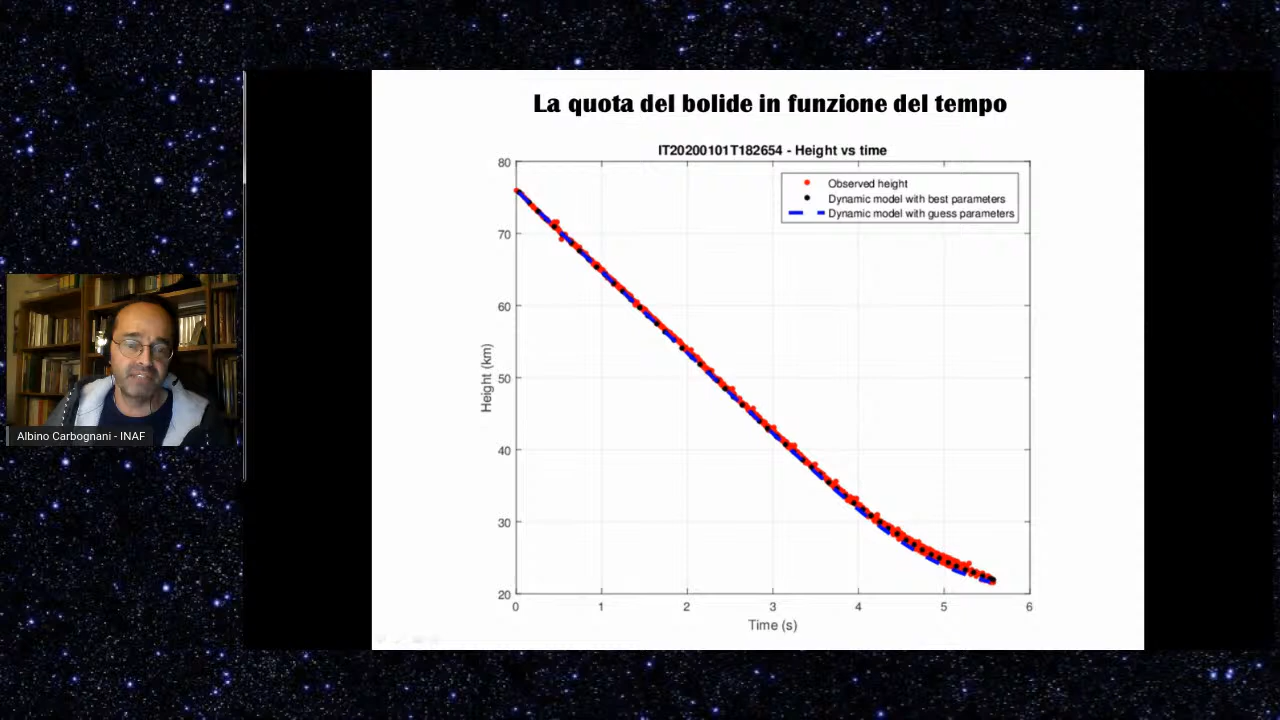 La quota del bolide in funzione del tempo
IT20200101T182654 - Height vs time
80
70
60
50
40
30
20
Height (km)
Observed height
Dynamic model with best parameters
Dynamic model with guess parameters
0 1 2 3 4 5 6
Time (s)
Albino Carbognani - INAF